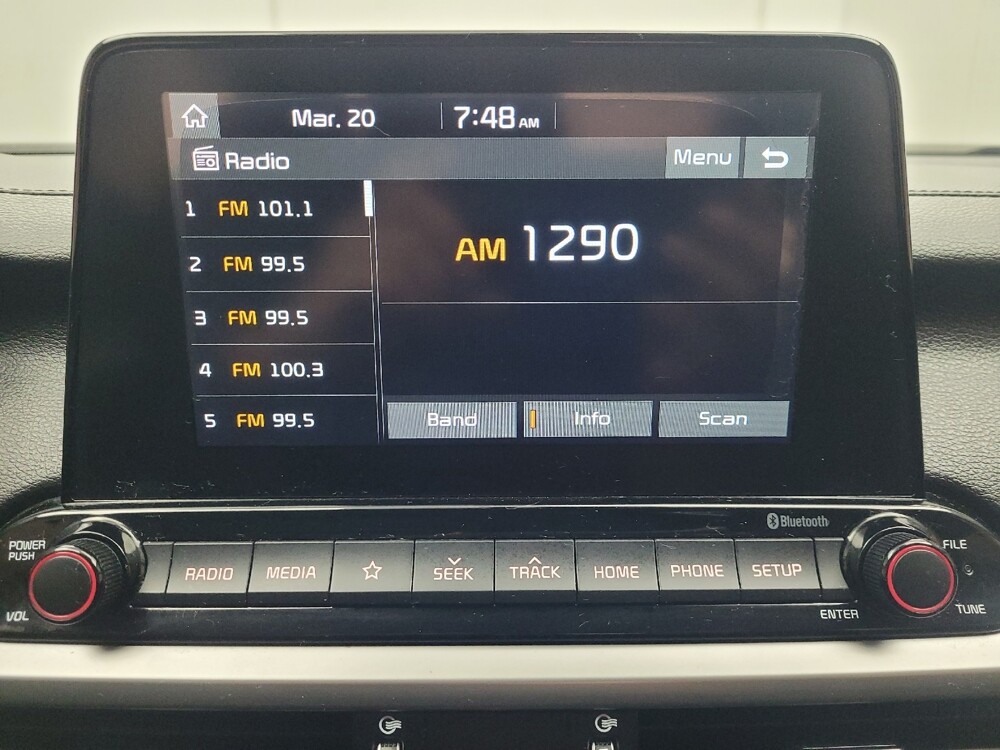 Mar. 20 7:48 AM
Radio Menu
1 FM 101.1
AM 1290
2 FM 99.5
3 FM 99.5
4 FM 100.3
5 FM 99.5
Band Info Scan
Bluetooth
POWER
PUSH
VOL
RADIO MEDIA SEEK TRACK HOME PHONE SETUP
FILE
ENTER
TUNE